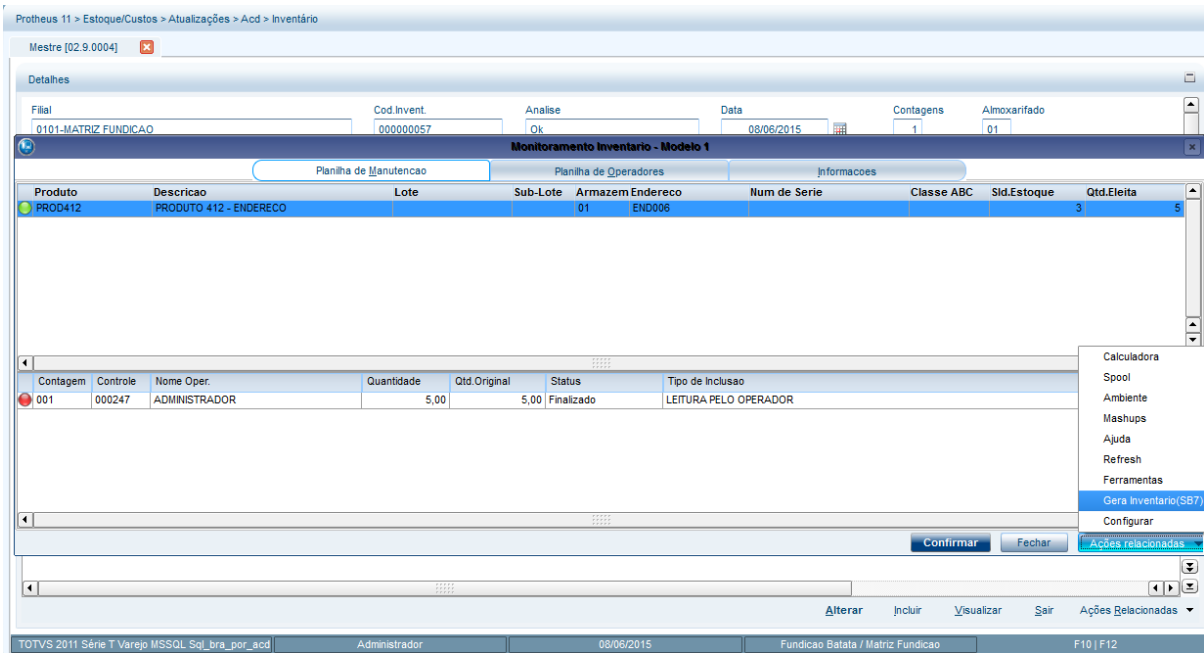 Protheus 11 > Estoque/Custos > Atualizações > Acd > Inventário
Mestre [02.9.0004]
Detalhes
Filial Cod.Invent. Analise Data Contagens Almoxarifado
0101-MATRIZ FUNDICAO 000000057 Ok 08/06/2015 1 01
Monitoramento Inventario - Modelo 1
Planilha de Manutencao Planilha de Operadores Informacoes
Produto Descricao Lote Sub-Lote Armazem Endereco Num de Serie Classe ABC Sld.Estoque Qtd.Eleita
PROD412 PRODUTO 412 - ENDERECO 01 END006 3 5
Contagem Controle Nome Oper. Quantidade Qtd.Original Status Tipo de Inclusao
001 000247 ADMINISTRADOR 5,00 5,00 Finalizado LEITURA PELO OPERADOR
Calculadora
Spool
Ambiente
Mashups
Ajuda
Refresh
Ferramentas
Gera Inventario(SB7)
Configurar
Confirmar Fechar Ações relacionadas
Alterar Incluir Visualizar Sair Ações Relacionadas
TOTVS 2011 Série T Varejo MSSQL Sql_bra_por_acd Administrador 08/06/2015 Fundicao Batata / Matriz Fundicao F10 | F12